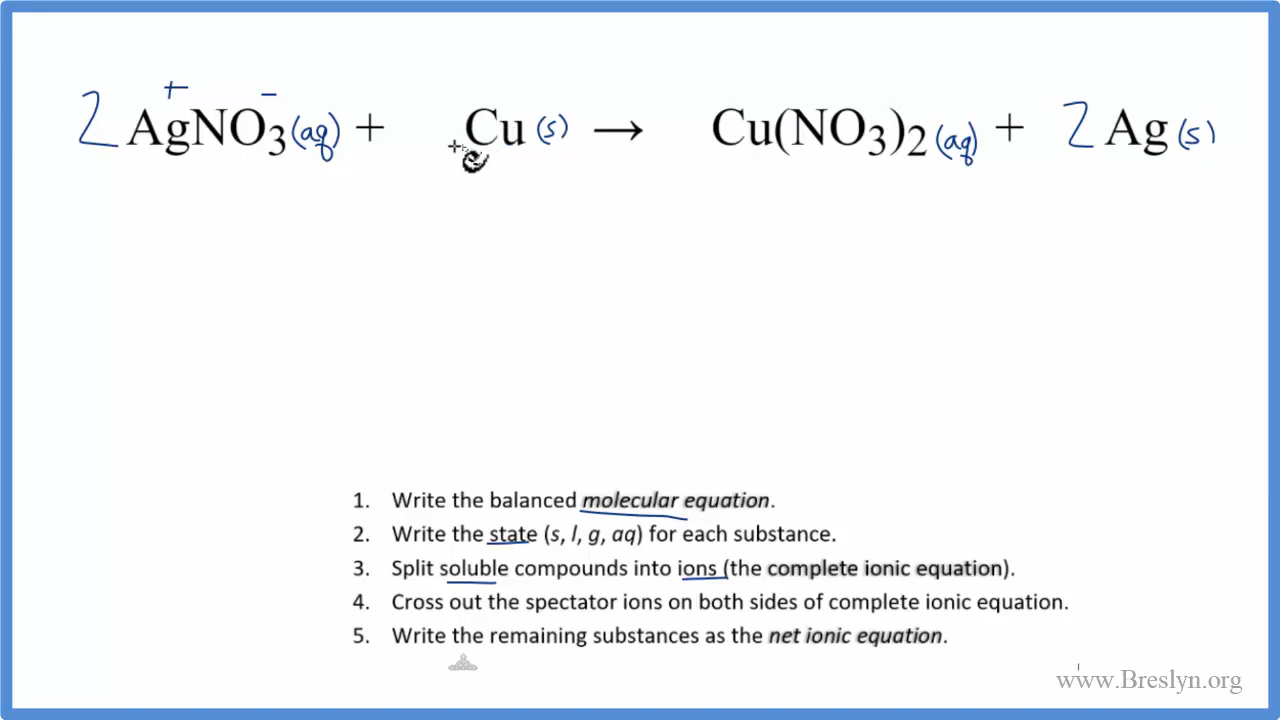 2 AgNO3 (aq) + Cu (s) → Cu(NO3)2 (aq) + 2 Ag (s)
+ −
1. Write the balanced molecular equation.
2. Write the state (s, l, g, aq) for each substance.
3. Split soluble compounds into ions (the complete ionic equation).
4. Cross out the spectator ions on both sides of complete ionic equation.
5. Write the remaining substances as the net ionic equation.
www.Breslyn.org